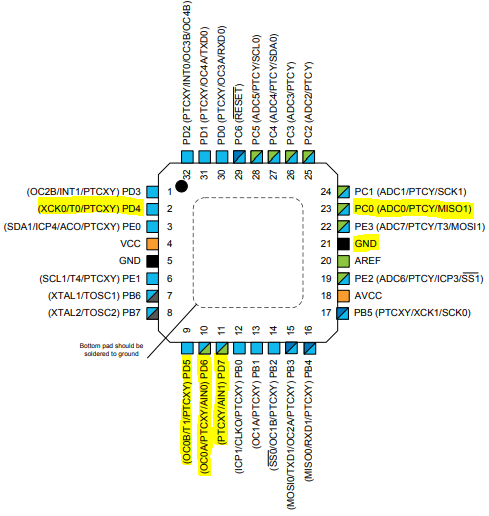 PD2 (PTCXY/INT0/OC3B/OC4B)
PD1 (PTCXY/OC4A/TXD0)
PD0 (PTCXY/OC3A/RXD0)
PC6 (RESET)
PC5 (ADC5/PTCY/SCL0)
PC4 (ADC4/PTCY/SDA0)
PC3 (ADC3/PTCY)
PC2 (ADC2/PTCY)
32
31
30
29
28
27
26
25
(OC2B/INT1/PTCXY) PD3
1
(XCK0/T0/PTCXY) PD4
2
(SDA1/ICP4/ACO/PTCXY) PE0
3
VCC
4
GND
5
(SCL1/T4/PTCXY) PE1
6
(XTAL1/TOSC1) PB6
7
(XTAL2/TOSC2) PB7
8
24
PC1 (ADC1/PTCY/SCK1)
23
PC0 (ADC0/PTCY/MISO1)
22
PE3 (ADC7/PTCY/T3/MOSI1)
21
GND
20
AREF
19
PE2 (ADC6/PTCY/ICP3/SS1)
18
AVCC
17
PB5 (PTCXY/XCK1/SCK0)
Bottom pad should be
soldered to ground
9
10
11
12
13
14
15
16
(OC0B/T1/PTCXY) PD5
(OC0A/PTCXY/AIN0) PD6
(PTCXY/AIN1) PD7
(ICP1/CLKO/PTCXY) PB0
(OC1A/PTCXY) PB1
(SS0/OC1B/PTCXY) PB2
(MOSI0/TXD1/OC2A/PTCXY) PB3
(MISO0/RXD1/PTCXY) PB4